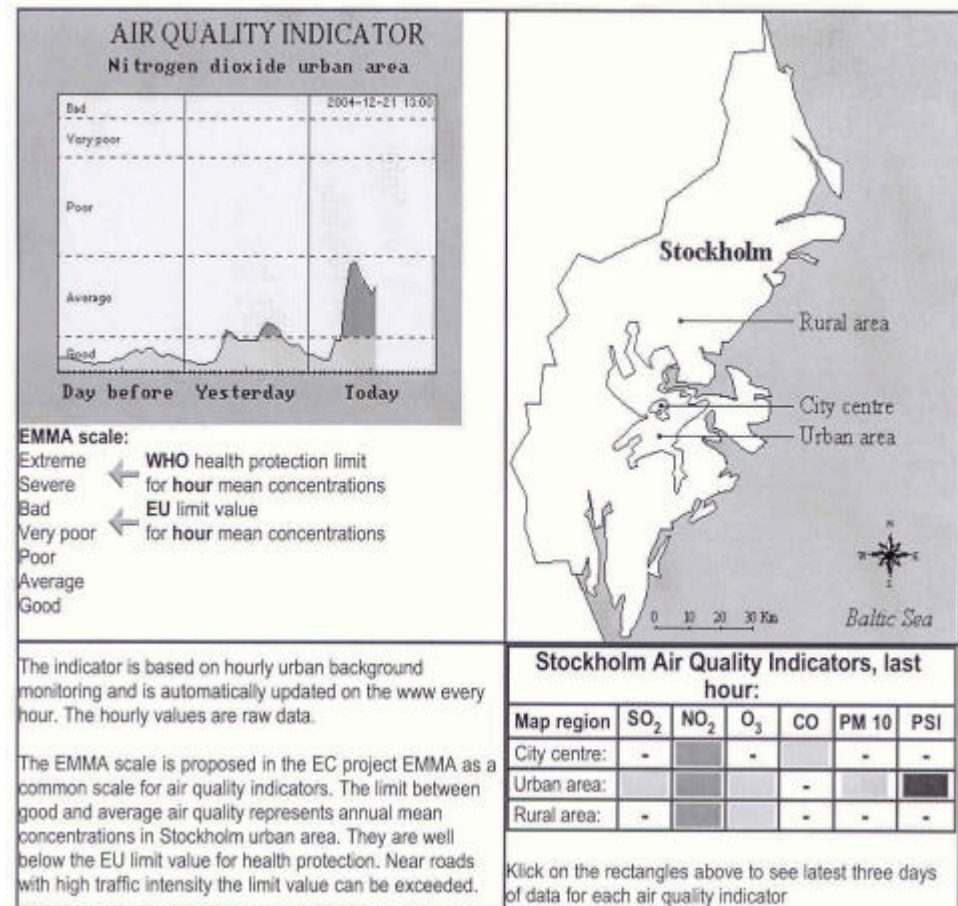 AIR QUALITY INDICATOR
Nitrogen dioxide urban area
2004-12-21 13:00
Bad
Very poor
Poor
Average
Good
Day before Yesterday Today
EMMA scale:
Extreme
Severe
Bad
Very poor
Poor
Average
Good
WHO health protection limit
for hour mean concentrations
EU limit value
for hour mean concentrations
Stockholm
Rural area
City centre
Urban area
N
W E
S
0 10 20 30 Km
Baltic Sea
The indicator is based on hourly urban background
monitoring and is automatically updated on the www every
hour. The hourly values are raw data.
The EMMA scale is proposed in the EC project EMMA as a
common scale for air quality indicators. The limit between
good and average air quality represents annual mean
concentrations in Stockholm urban area. They are well
below the EU limit value for health protection. Near roads
with high traffic intensity the limit value can be exceeded.
Stockholm Air Quality Indicators, last
hour:
Map region SO2 NO2 O3 CO PM 10 PSI
City centre: - - - -
Urban area: -
Rural area: - - - -
Klick on the rectangles above to see latest three days
of data for each air quality indicator